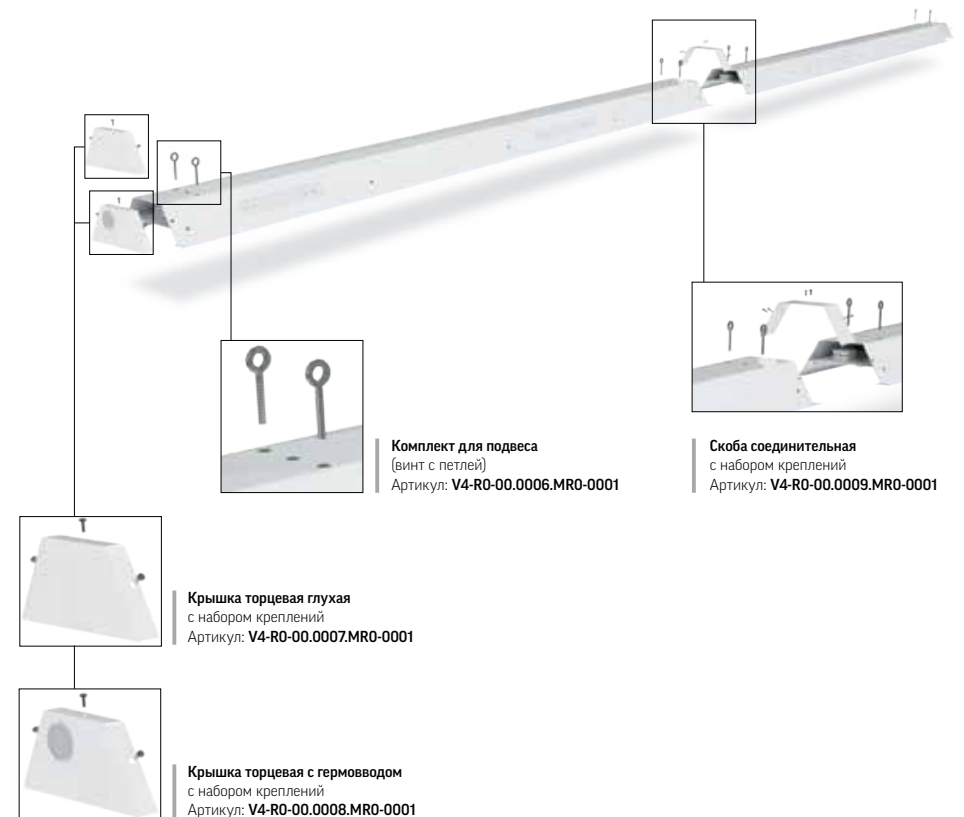 Комплект для подвеса
(винт с петлей)
Артикул: V4-R0-00.0006.MR0-0001
Скоба соединительная
с набором креплений
Артикул: V4-R0-00.0009.MR0-0001
Крышка торцевая глухая
с набором креплений
Артикул: V4-R0-00.0007.MR0-0001
Крышка торцевая с гермовводом
с набором креплений
Артикул: V4-R0-00.0008.MR0-0001